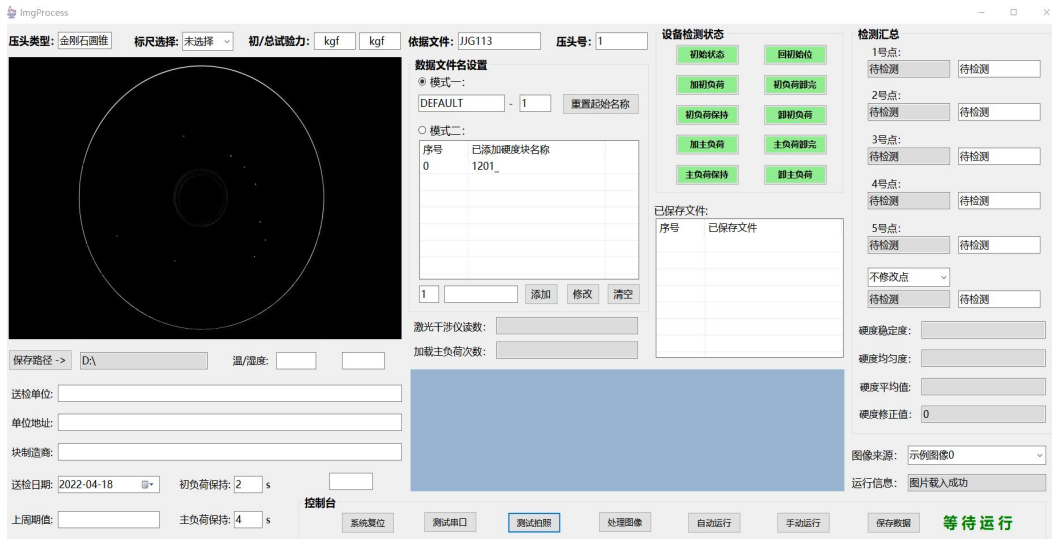 ImgProcess
压头类型: 金刚石圆锥 标尺选择: 未选择 初/总试验力: kgf kgf 依据文件: JJG113 压头号: 1
数据文件名设置
模式一:
DEFAULT - 1 重置起始名称
模式二:
序号 已添加硬度块名称
0 1201_
1 添加 修改 清空
激光干涉仪读数:
加载主负荷次数:
设备检测状态
初始状态 回初始位
加初负荷 初负荷卸完
初负荷保持 卸初负荷
加主负荷 主负荷卸完
主负荷保持 卸主负荷
已保存文件:
序号 已保存文件
检测汇总
1号点:
待检测 待检测
2号点:
待检测 待检测
3号点:
待检测 待检测
4号点:
待检测 待检测
5号点:
待检测 待检测
不修改点
待检测 待检测
硬度稳定度:
硬度均匀度:
硬度平均值:
硬度修正值: 0
图像来源: 示例图像0
运行信息: 图片载入成功
保存路径 -> D:\ 温/湿度:
送检单位:
单位地址:
块制造商:
送检日期: 2022-04-18 初负荷保持: 2 s
上周期值: 主负荷保持: 4 s
控制台
系统复位 测试串口 测试拍照 处理图像 自动运行 手动运行 保存数据 等待运行